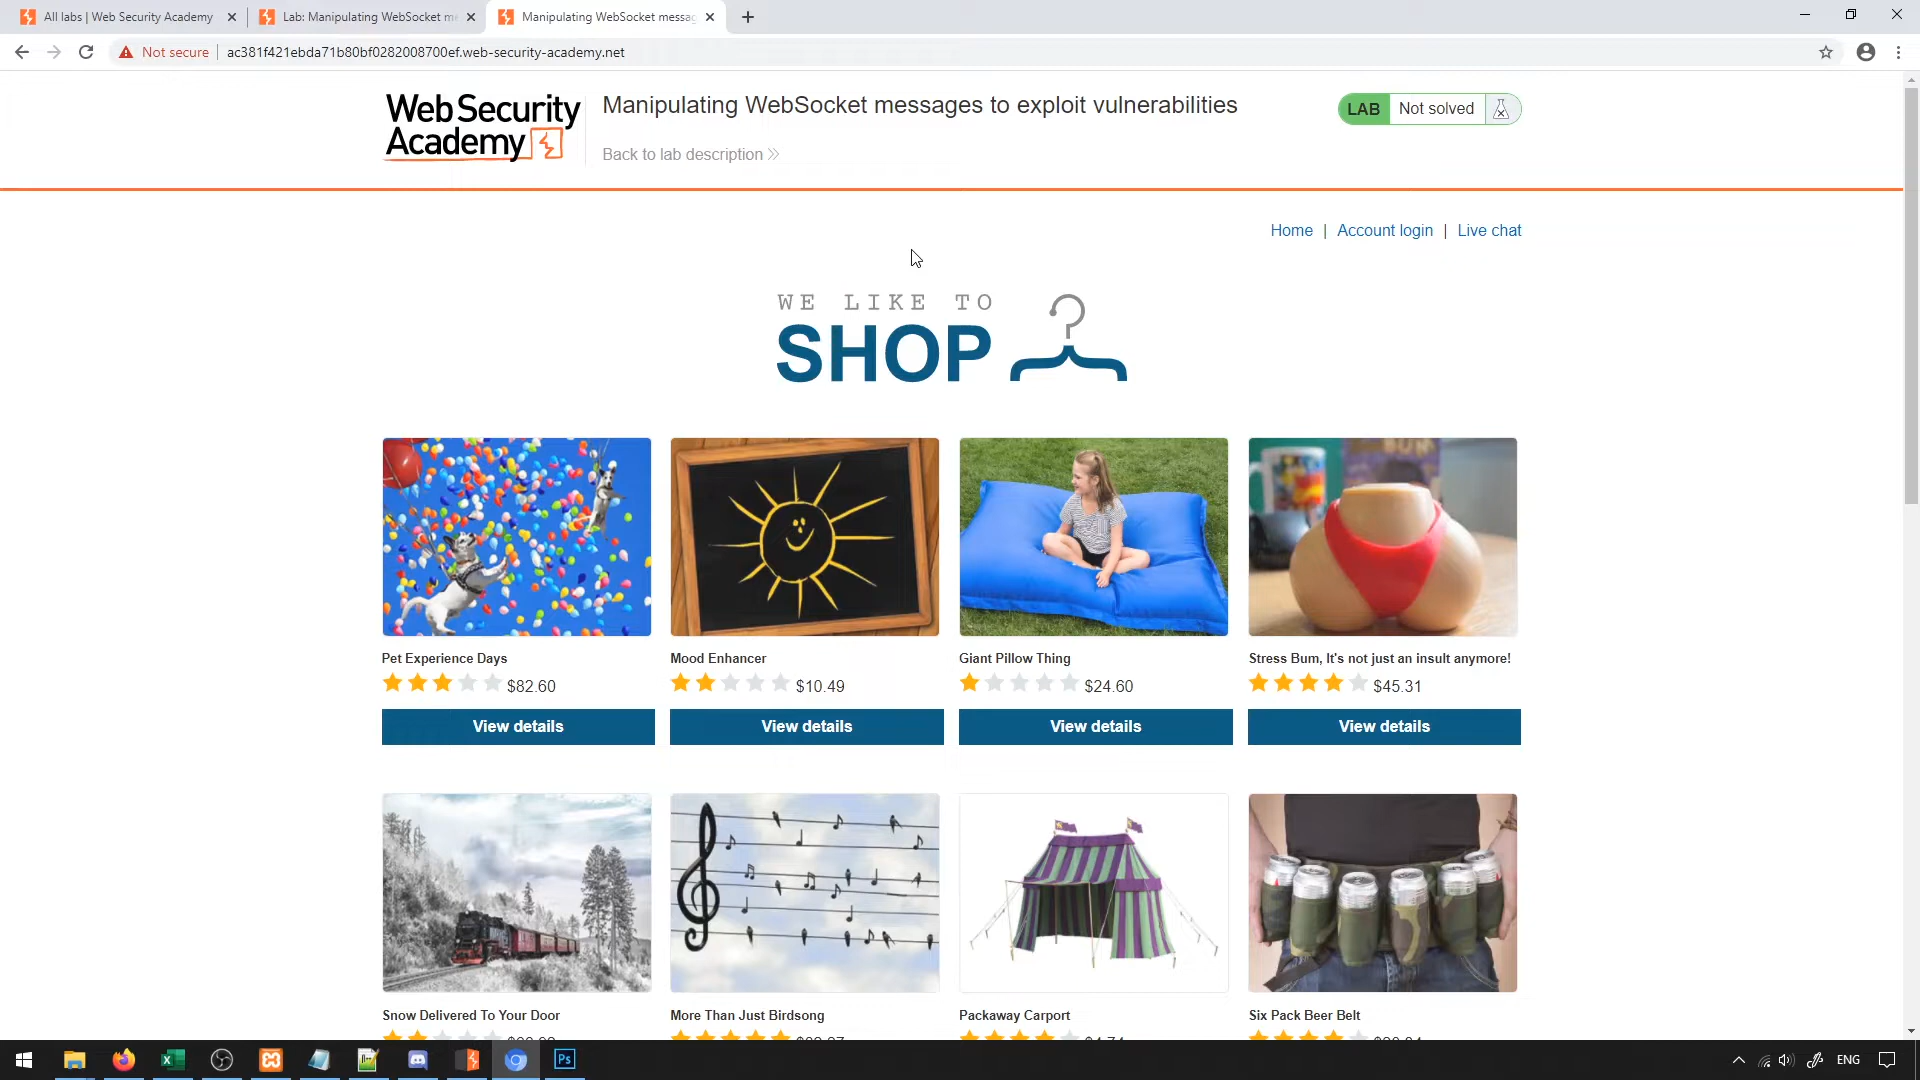 All labs | Web Security Academy
Lab: Manipulating WebSocket me
Manipulating WebSocket messag
Not secure
ac381f421ebda71b80bf0282008700ef.web-security-academy.net
Web Security
Academy
Manipulating WebSocket messages to exploit vulnerabilities
Back to lab description
LAB Not solved
Home | Account login | Live chat
WE LIKE TO
SHOP
Pet Experience Days
$82.60
View details
Mood Enhancer
$10.49
View details
Giant Pillow Thing
$24.60
View details
Stress Bum, It's not just an insult anymore!
$45.31
View details
Snow Delivered To Your Door
More Than Just Birdsong
Packaway Carport
Six Pack Beer Belt
Ps
ENG